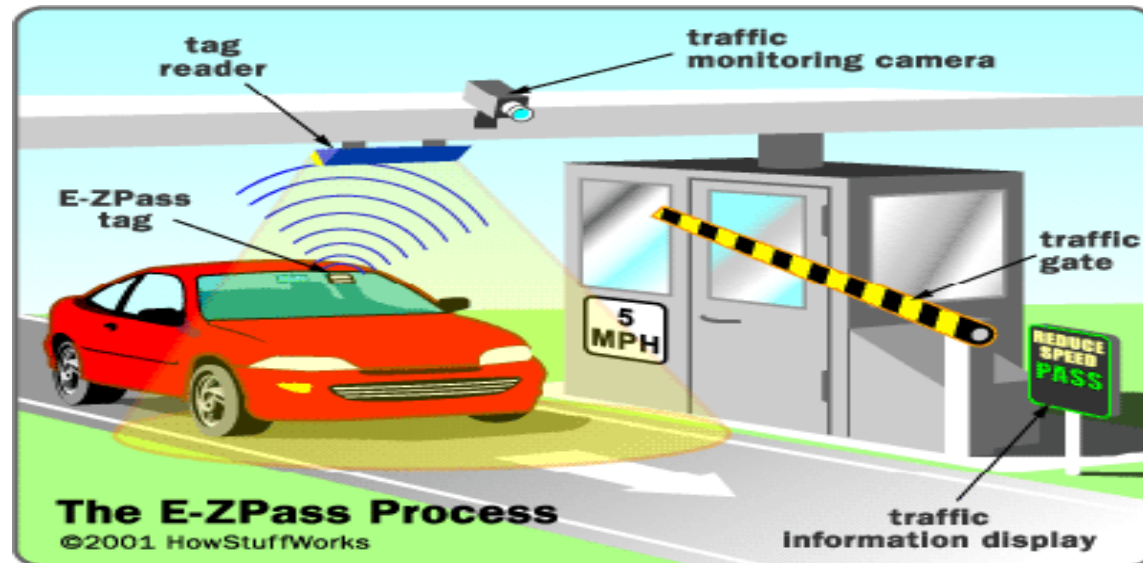 tag
reader
traffic
monitoring camera
E-ZPass
tag
traffic
gate
5
MPH
REDUCE
SPEED
PASS
The E-ZPass Process
©2001 HowStuffWorks
traffic
information display